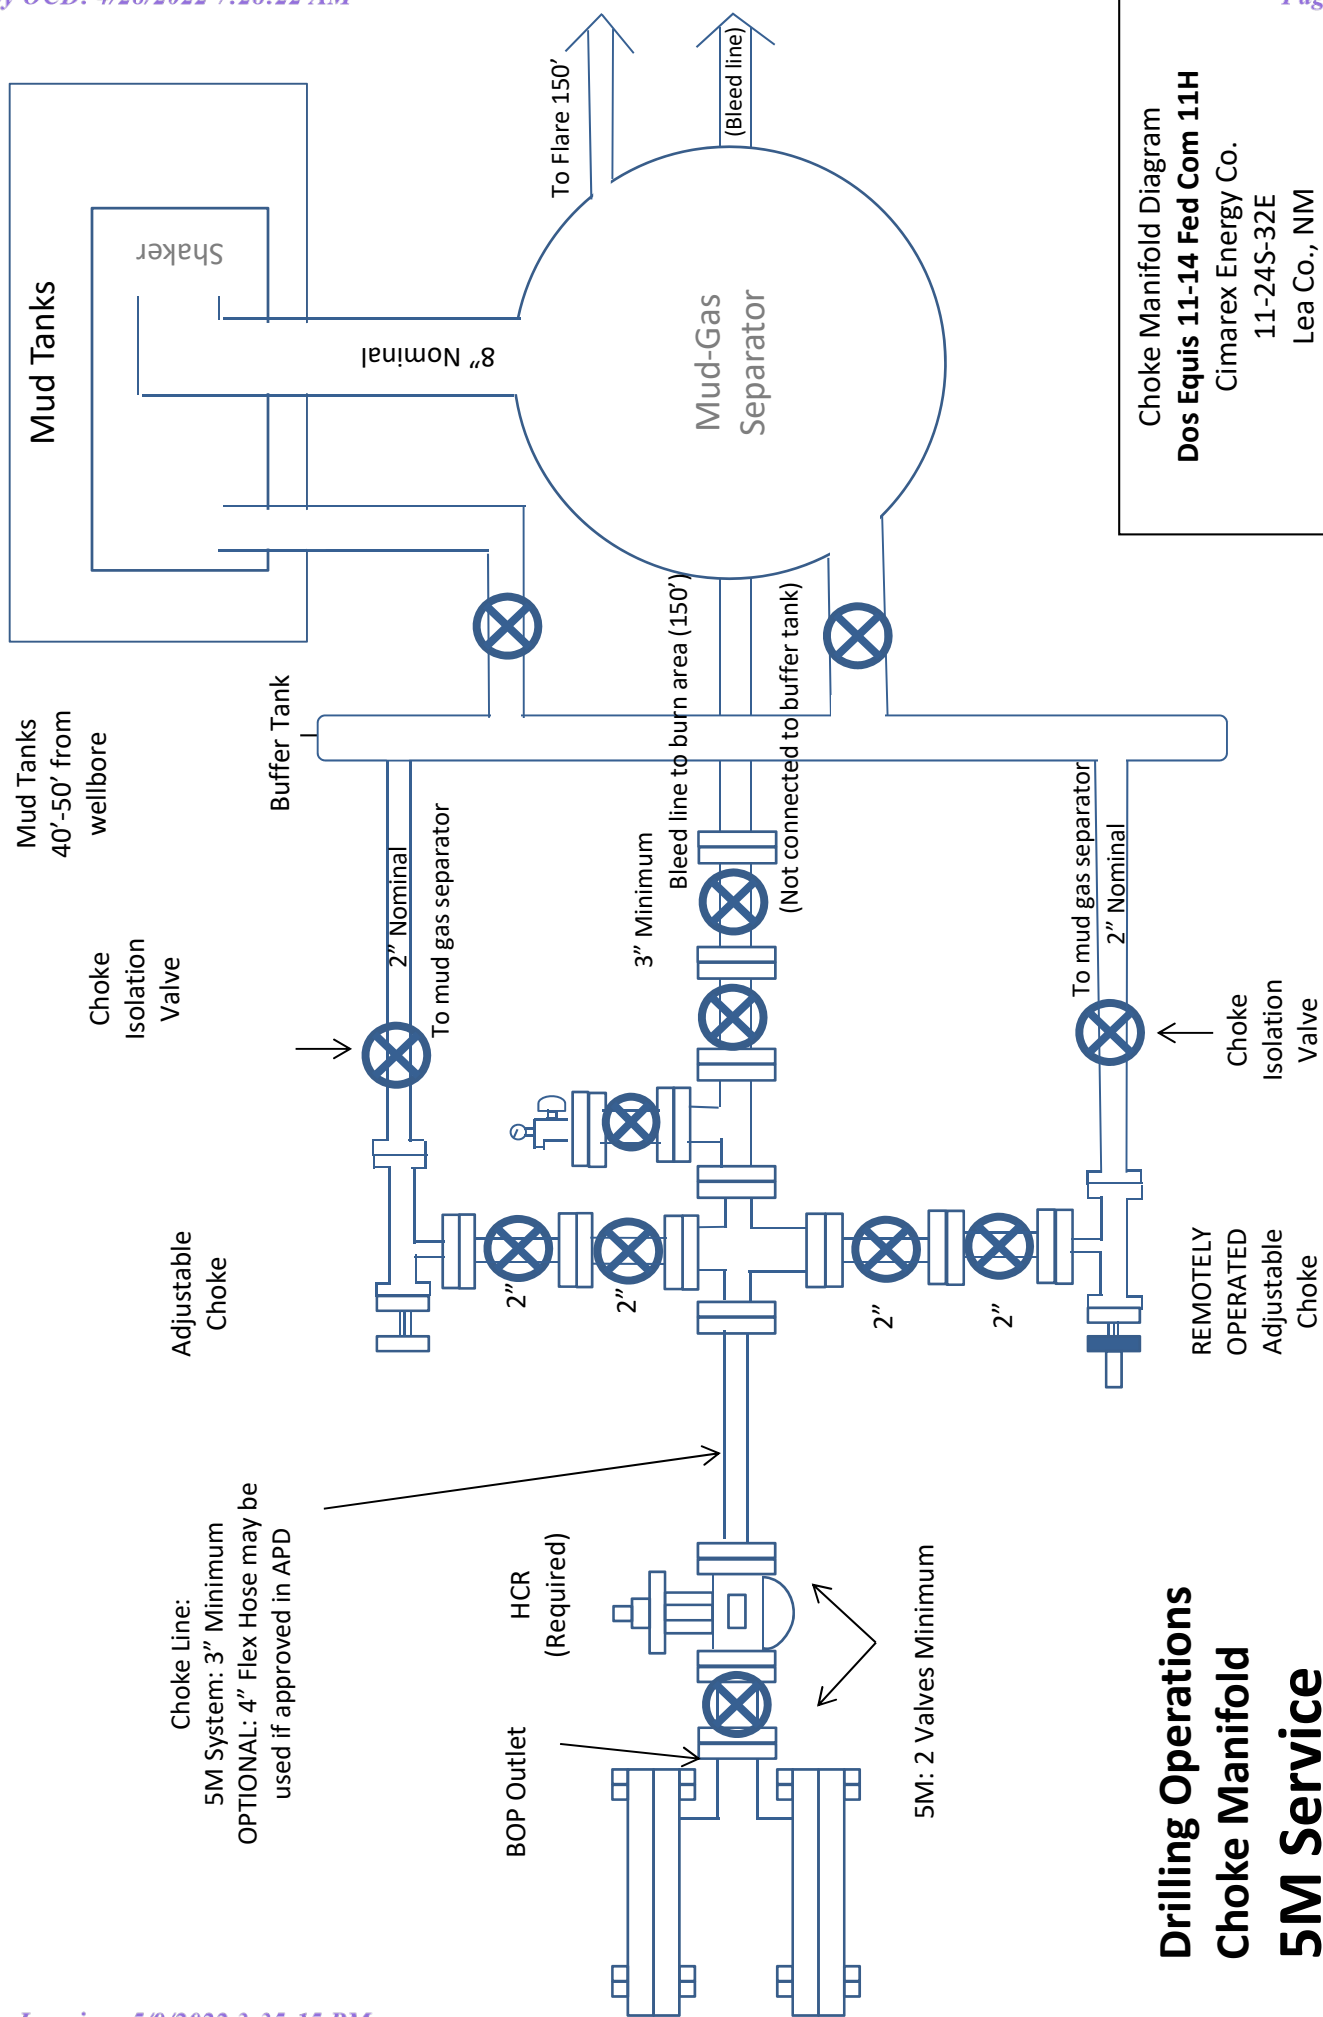 Mud Tanks
Shaker
8” Nominal
To Flare 150’
(Bleed line)
Mud-Gas
Separator
Mud Tanks
40’-50’ from
wellbore
Buffer Tank
Bleed line to burn area (150’)
(Not connected to buffer tank)
3” Minimum
Choke
Isolation
Valve
2” Nominal
To mud gas separator
To mud gas separator
2” Nominal
Choke
Isolation
Valve
Adjustable
Choke
2”
2”
2”
2”
REMOTELY
OPERATED
Adjustable
Choke
Choke Line:
5M System: 3” Minimum
OPTIONAL: 4” Flex Hose may be
used if approved in APD
HCR
(Required)
BOP Outlet
5M: 2 Valves Minimum
Drilling Operations
Choke Manifold
5M Service
Choke Manifold Diagram
Dos Equis 11-14 Fed Com 11H
Cimarex Energy Co.
11-24S-32E
Lea Co., NM